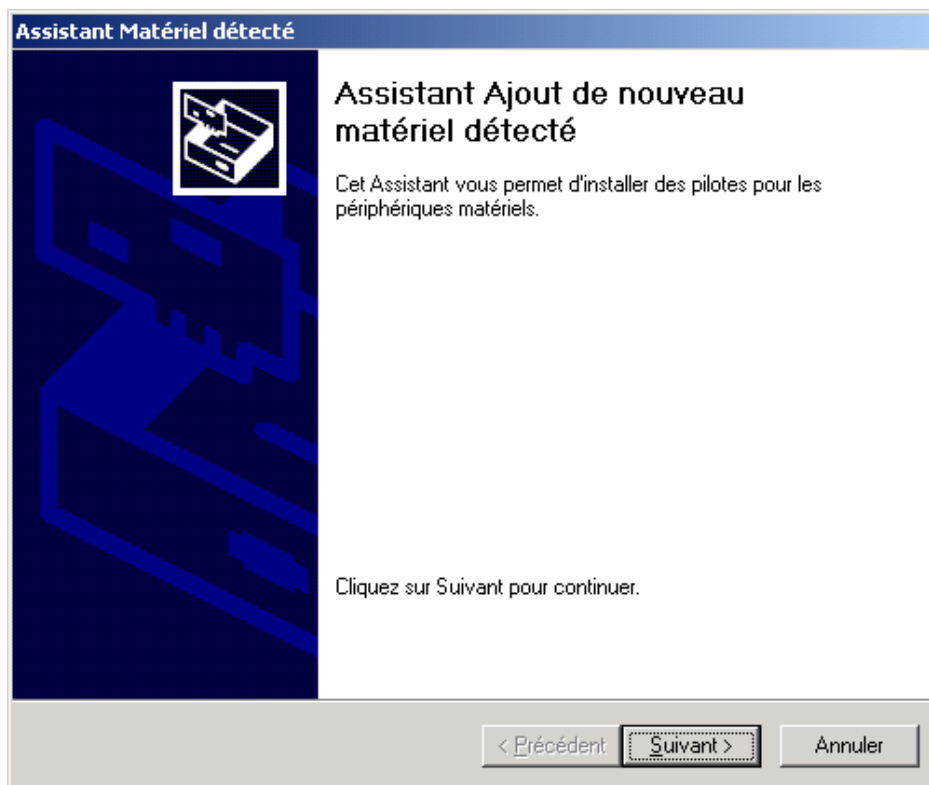 Assistant Matériel détecté
Assistant Ajout de nouveau
matériel détecté
Cet Assistant vous permet d'installer des pilotes pour les
périphériques matériels.
Cliquez sur Suivant pour continuer.
< Précédent Suivant > Annuler